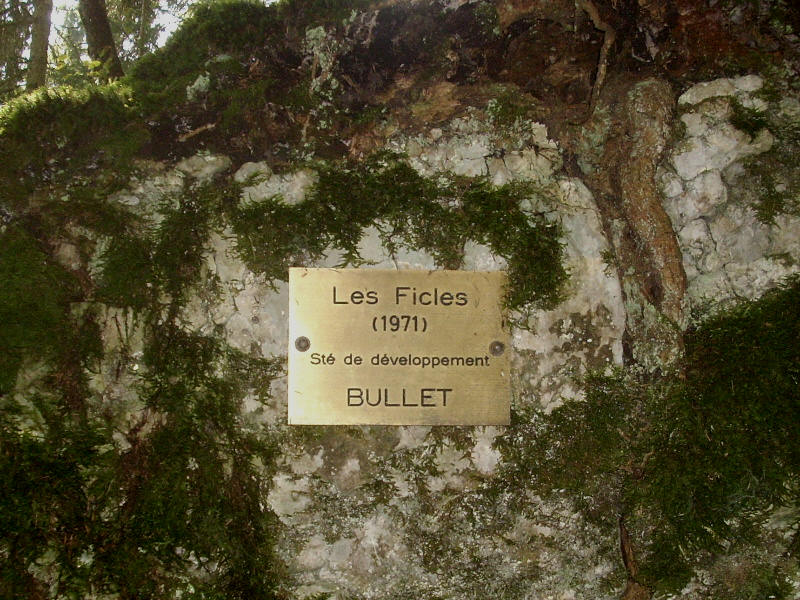 Les Ficles
(1971)
Sté de développement
BULLET